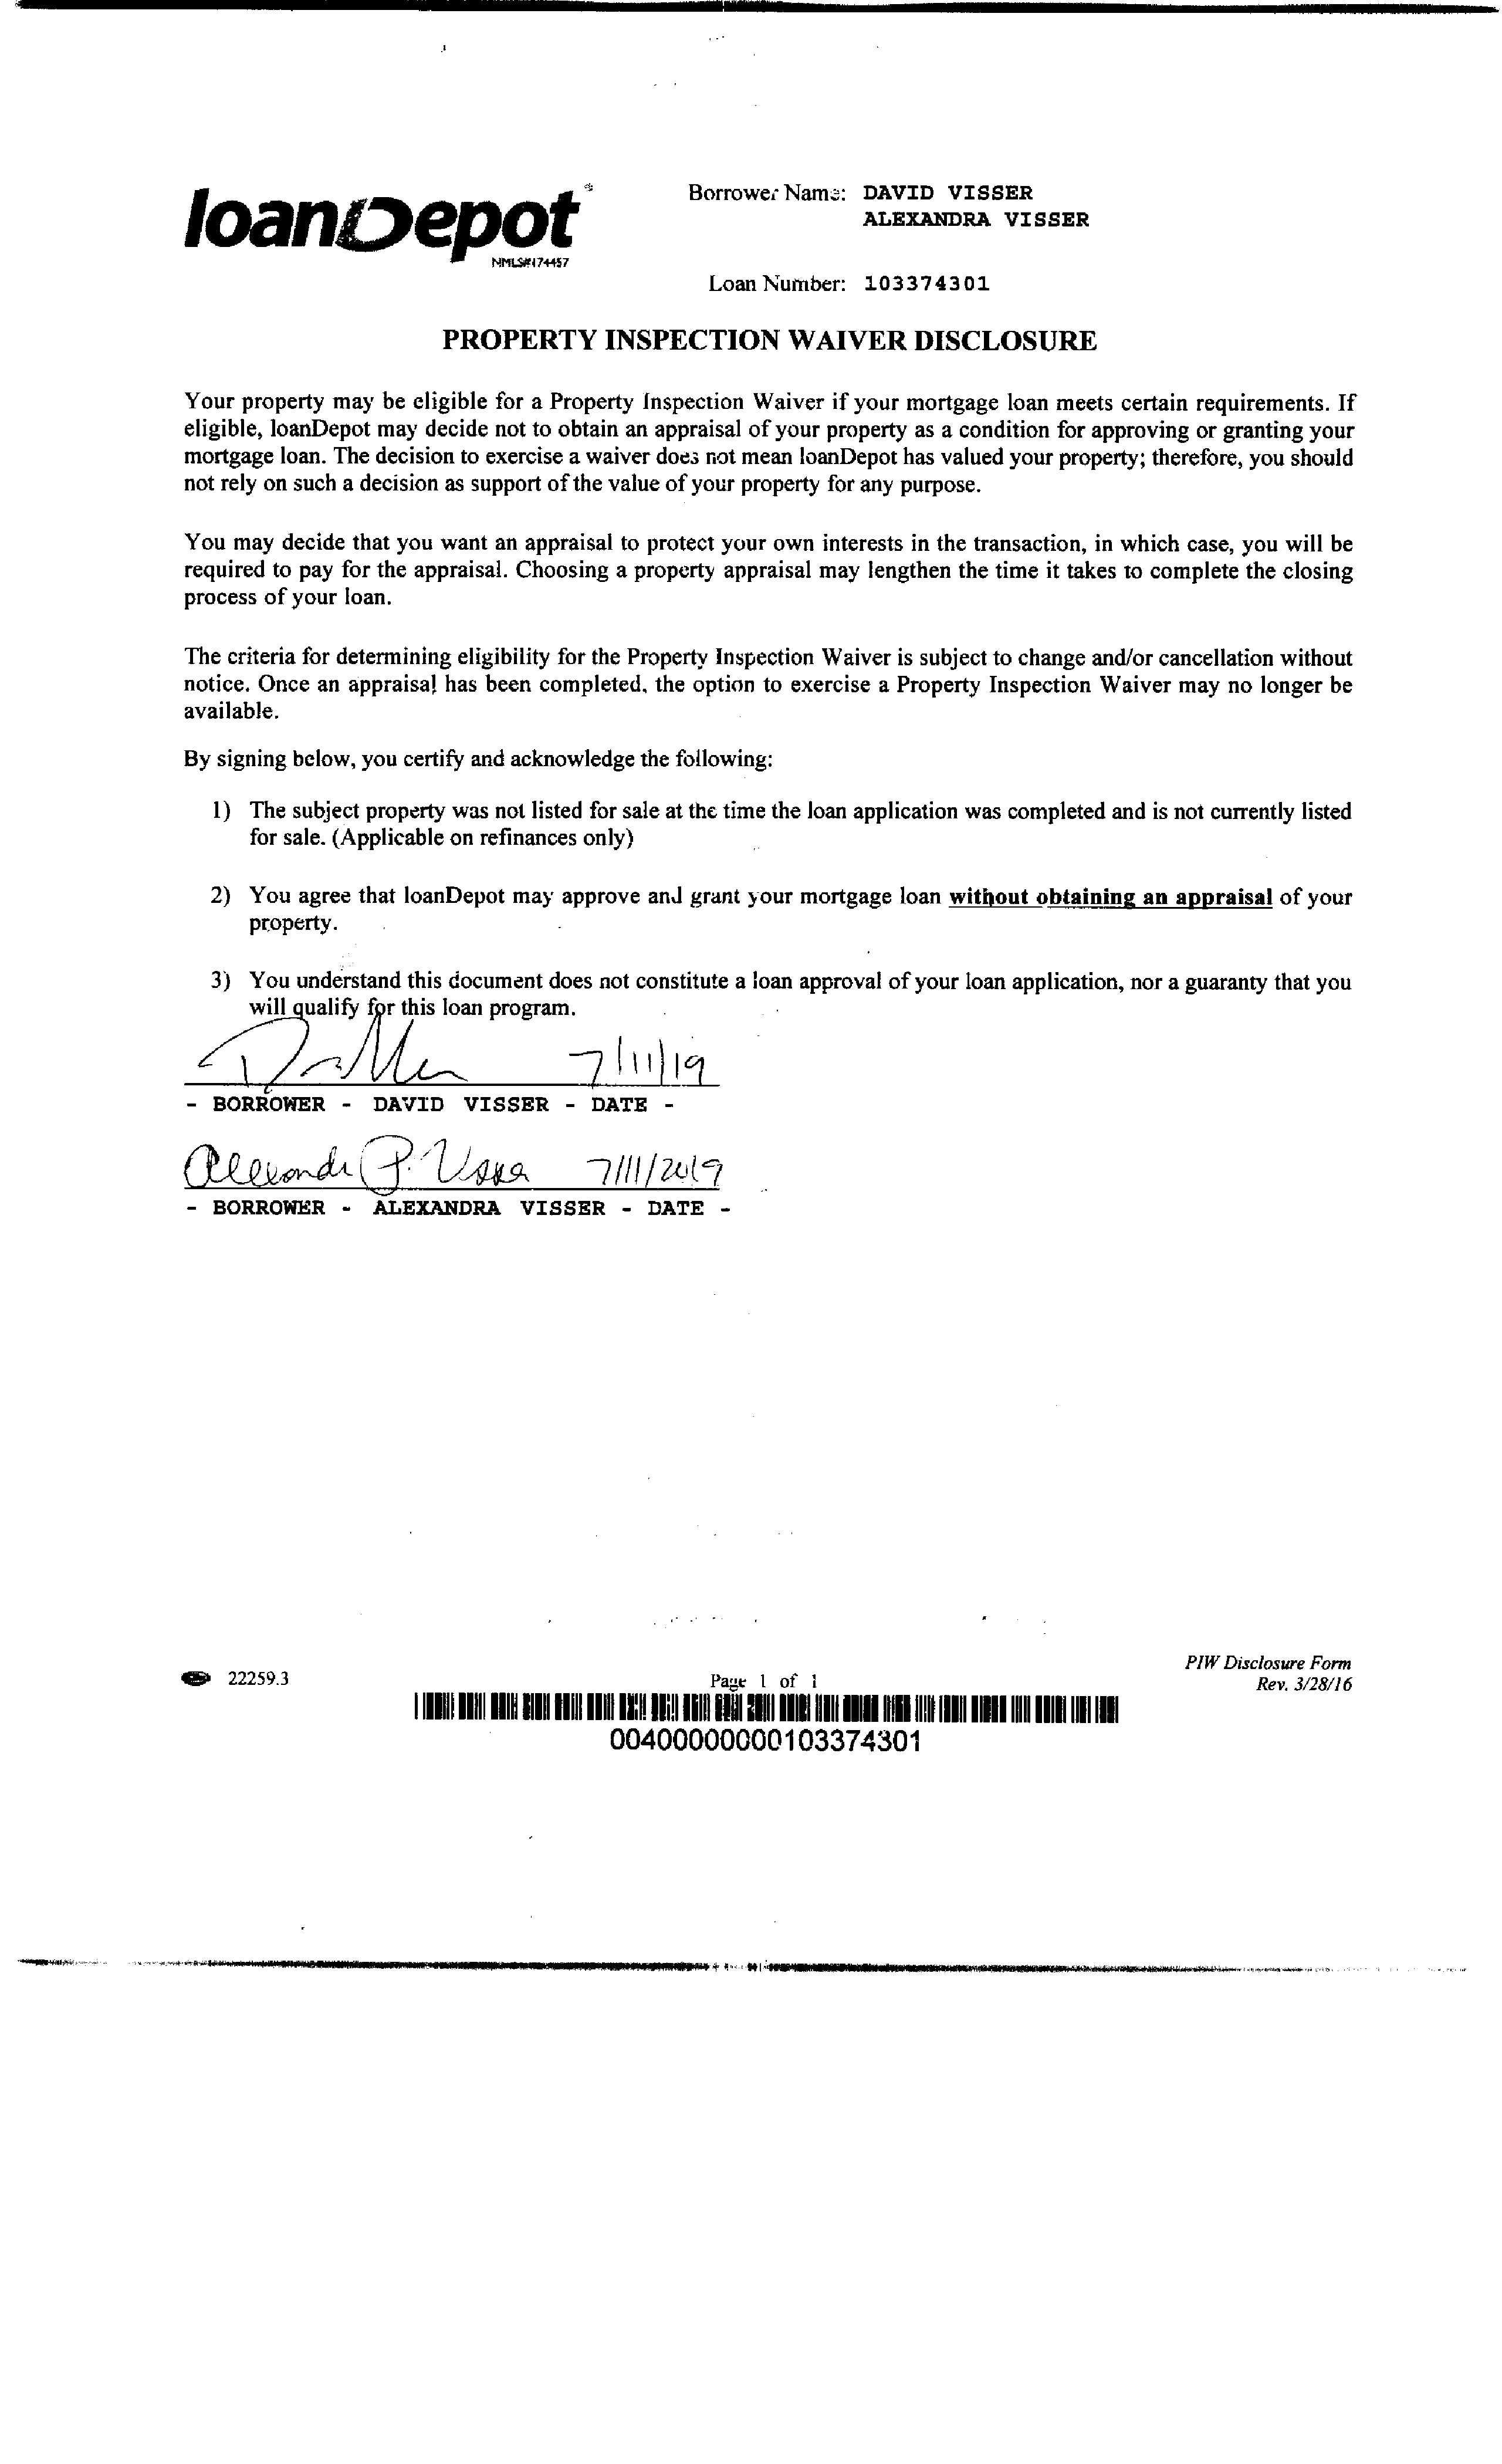 loanDepot
NMLS#174457
Borrower Name: DAVID VISSER
ALEXANDRA VISSER
Loan Number: 103374301
PROPERTY INSPECTION WAIVER DISCLOSURE
Your property may be eligible for a Property Inspection Waiver if your mortgage loan meets certain requirements. If
eligible, loanDepot may decide not to obtain an appraisal of your property as a condition for approving or granting your
mortgage loan. The decision to exercise a waiver does not mean loanDepot has valued your property; therefore, you should
not rely on such a decision as support of the value of your property for any purpose.
You may decide that you want an appraisal to protect your own interests in the transaction, in which case, you will be
required to pay for the appraisal. Choosing a property appraisal may lengthen the time it takes to complete the closing
process of your loan.
The criteria for determining eligibility for the Property Inspection Waiver is subject to change and/or cancellation without
notice. Once an appraisal has been completed, the option to exercise a Property Inspection Waiver may no longer be
available.
By signing below, you certify and acknowledge the following:
1) The subject property was not listed for sale at the time the loan application was completed and is not currently listed
for sale. (Applicable on refinances only)
2) You agree that loanDepot may approve and grant your mortgage loan without obtaining an appraisal of your
property.
3) You understand this document does not constitute a loan approval of your loan application, nor a guaranty that you
will qualify for this loan program.
7/11/19
- BORROWER - DAVID VISSER - DATE -
7/11/2019
- BORROWER - ALEXANDRA VISSER - DATE -
PIW Disclosure Form
22259.3 Page 1 of 1 Rev. 3/28/16
00400000000103374301